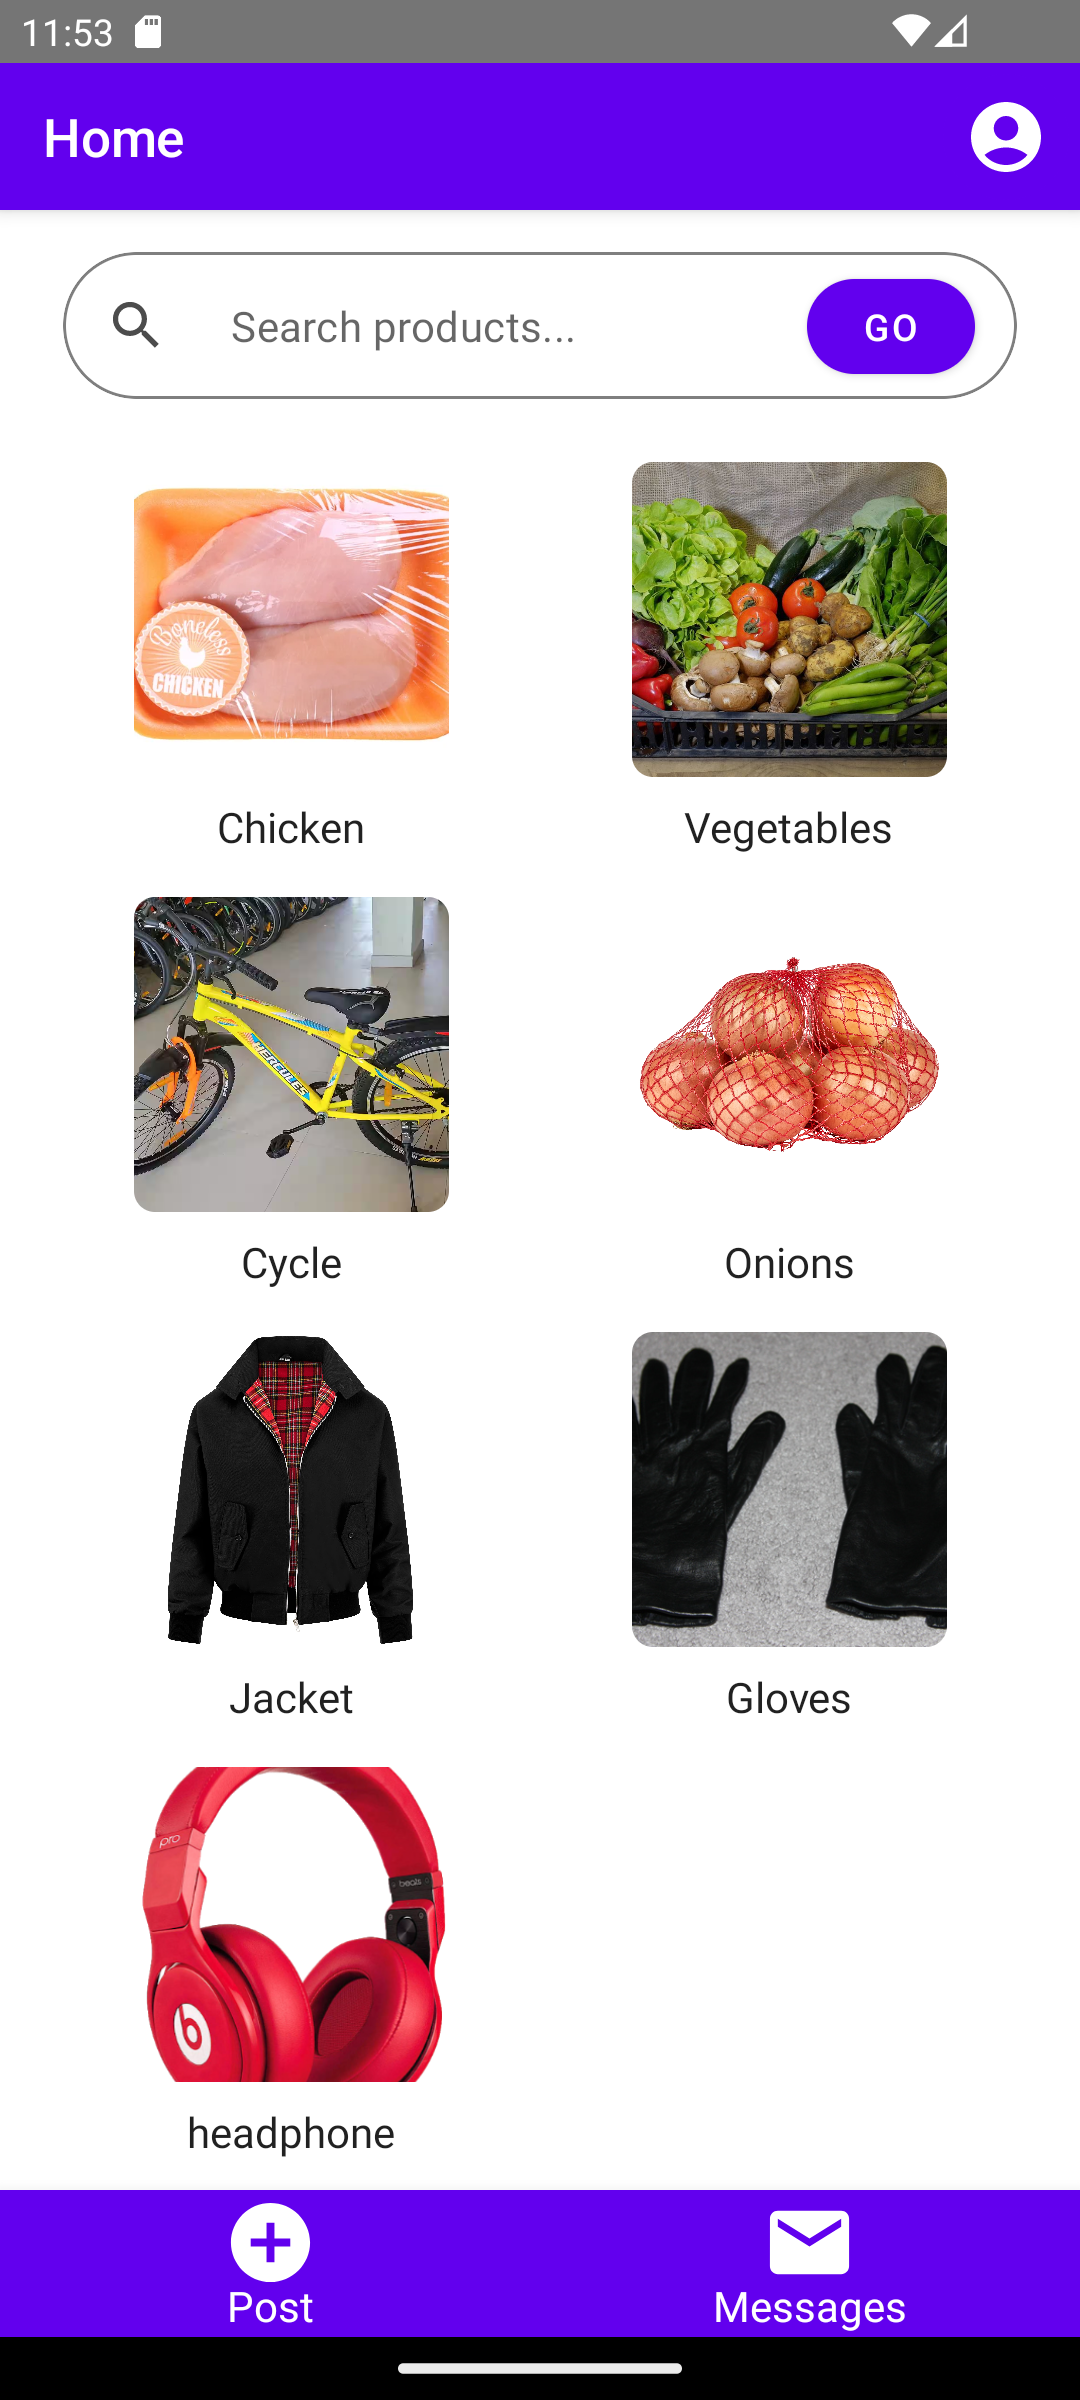 11:53
Home
Search products...
GO
Boneless
CHICKEN
Chicken
Vegetables
HERCULES
Cycle
Onions
Jacket
Gloves
pro
beats
b
headphone
Post
Messages